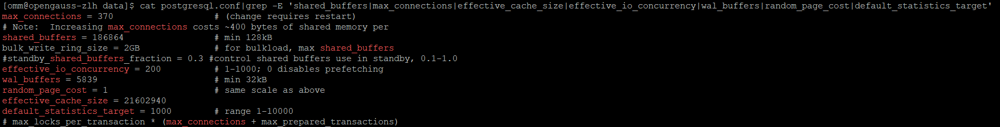 [omm@opengauss-zlh data]$ cat postgresql.conf|grep -E 'shared_buffers|max_connections|effective_cache_size|effective_io_concurrency|wal_buffers|random_page_cost|default_statistics_target'
max_connections = 370                   # (change requires restart)
# Note:  Increasing max_connections costs ~400 bytes of shared memory per
shared_buffers = 186864                 # min 128kB
bulk_write_ring_size = 2GB              # for bulkload, max shared_buffers
#standby_shared_buffers_fraction = 0.3 #control shared buffers use in standby, 0.1-1.0
effective_io_concurrency = 200          # 1-1000; 0 disables prefetching
wal_buffers = 5839                      # min 32kB
random_page_cost = 1                    # same scale as above
effective_cache_size = 21602940
default_statistics_target = 1000        # range 1-10000
# max_locks_per_transaction * (max_connections + max_prepared_transactions)